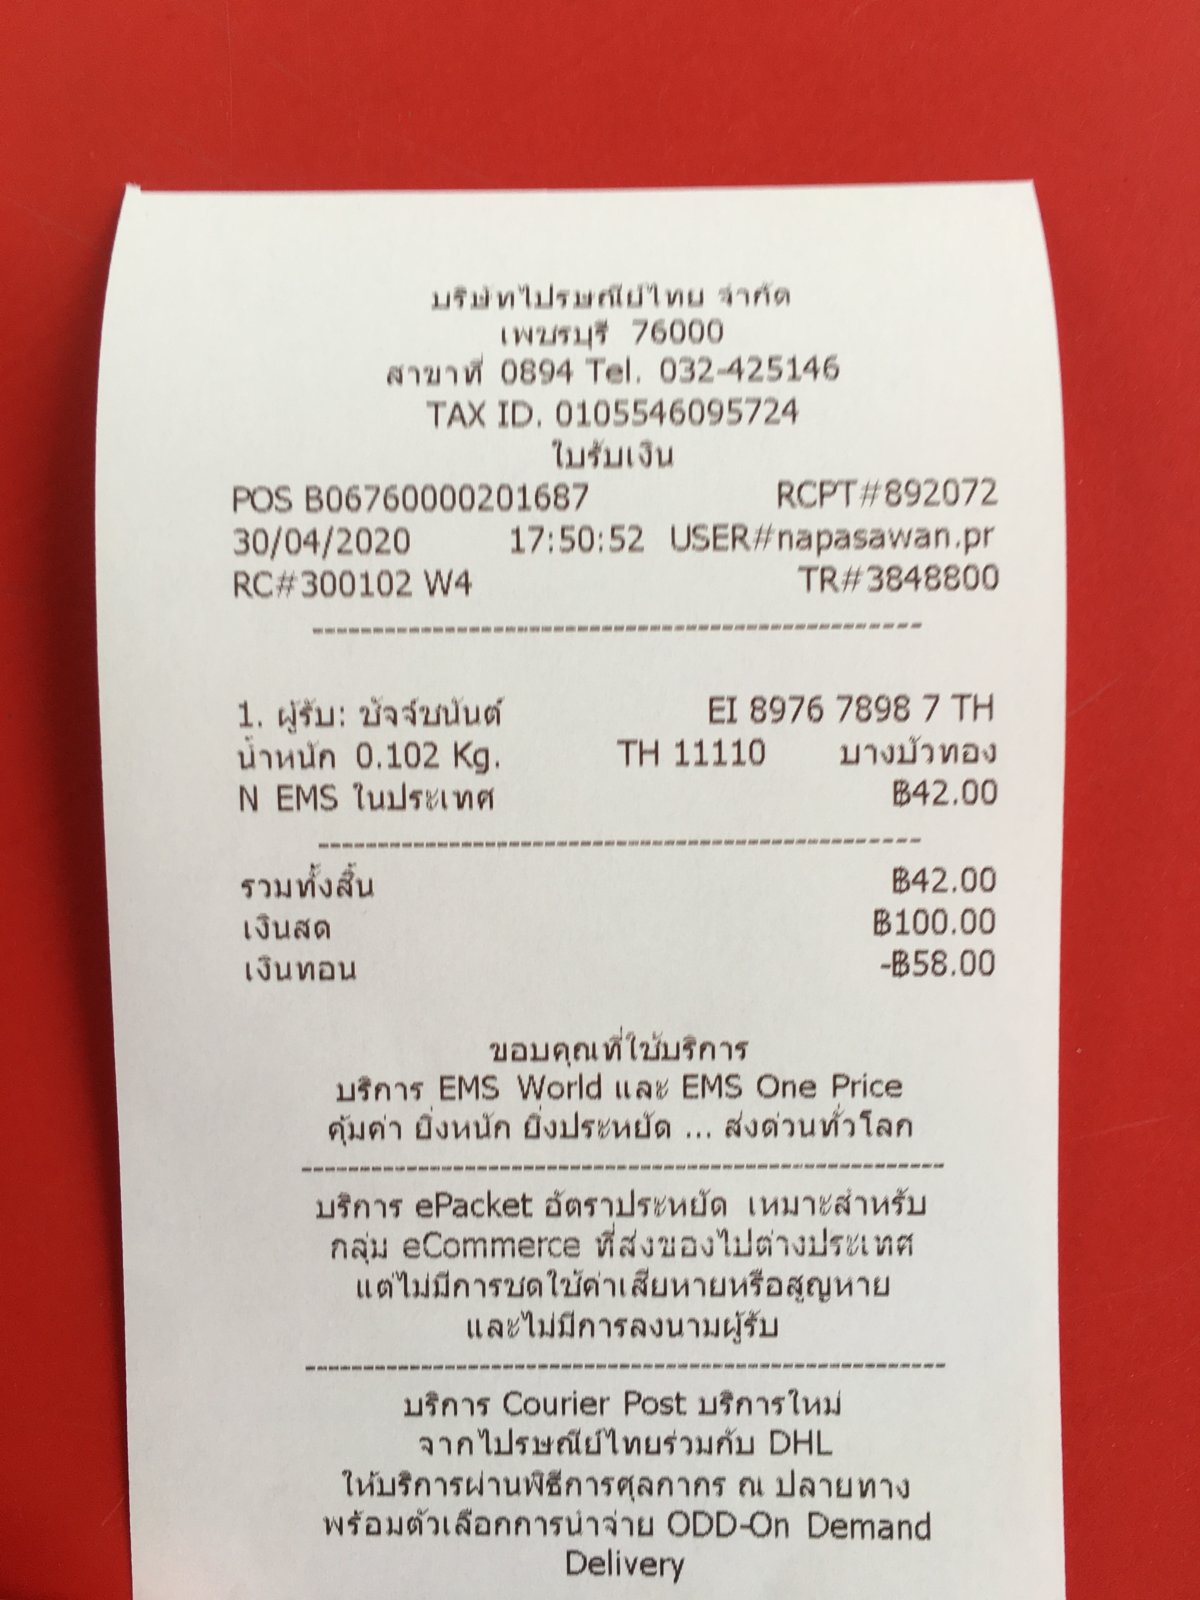 บริษัทไปรษณีย์ไทย จำกัด
เพชรบุรี 76000
สาขาที่ 0894 Tel. 032-425146
TAX ID. 0105546095724
ใบรับเงิน
POS B06760000201687 RCPT#892072
30/04/2020 17:50:52 USER#napasawan.pr
RC#300102 W4 TR#3848800
1. ผู้รับ: ปัจจ์ชนันต์ EI 8976 7898 7 TH
น้ำหนัก 0.102 Kg. TH 11110 บางบัวทอง
N EMS ในประเทศ ฿42.00
รวมทั้งสิ้น ฿42.00
เงินสด ฿100.00
เงินทอน -฿58.00
ขอบคุณที่ใช้บริการ
บริการ EMS World และ EMS One Price
คุ้มค่า ยิ่งหนัก ยิ่งประหยัด ... ส่งด่วนทั่วโลก
บริการ ePacket อัตราประหยัด เหมาะสำหรับ
กลุ่ม eCommerce ที่ส่งของไปต่างประเทศ
แต่ไม่มีการชดใช้ค่าเสียหายหรือสูญหาย
และไม่มีการลงนามผู้รับ
บริการ Courier Post บริการใหม่
จากไปรษณีย์ไทยร่วมกับ DHL
ให้บริการผ่านพิธีการศุลกากร ณ ปลายทาง
พร้อมตัวเลือกการนำจ่าย ODD-On Demand
Delivery